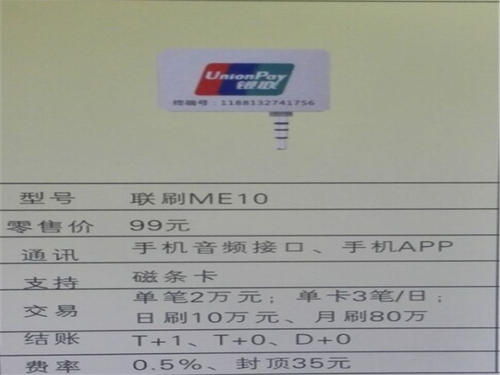 UnionPay
银联
终端号：1188132741756
型号 联刷ME10
零售价 99元
通讯 手机音频接口、手机APP
支持 磁条卡
交易 单笔2万元；单卡3笔/日；
日刷10万元、月刷80万
结账 T+1、T+0、D+0
费率 0.5%、封顶35元